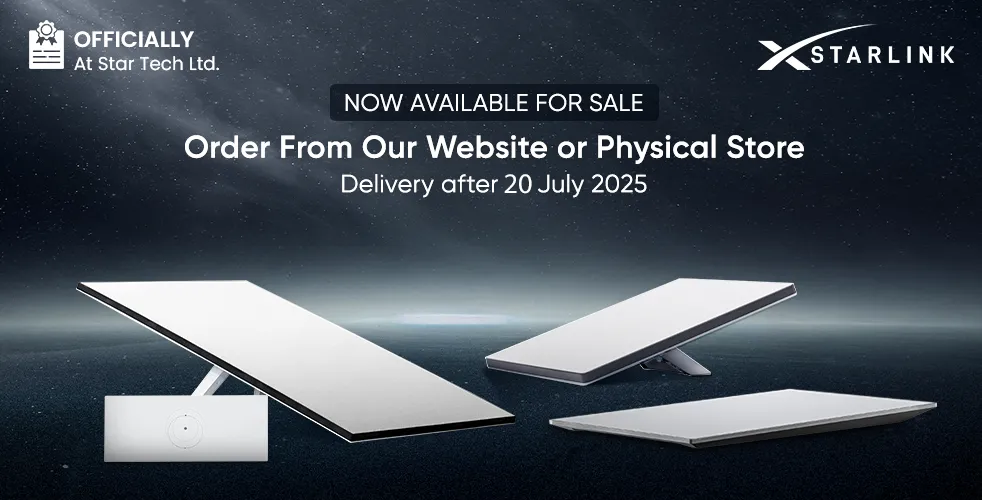 OFFICIALLY
At Star Tech Ltd.
STARLINK
NOW AVAILABLE FOR SALE
Order From Our Website or Physical Store
Delivery after 20 July 2025